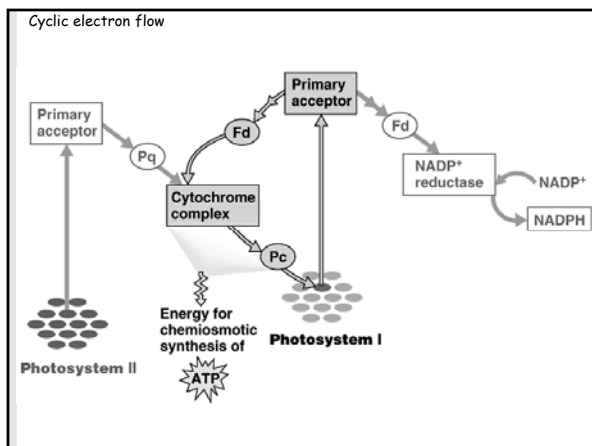 Cyclic electron flow
Primary
acceptor
Primary
acceptor
Fd
Fd
Pq
NADP⁺
reductase
NADP⁺
Cytochrome
complex
NADPH
Pc
Energy for
chemiosmotic
synthesis of
ATP
Photosystem I
Photosystem II